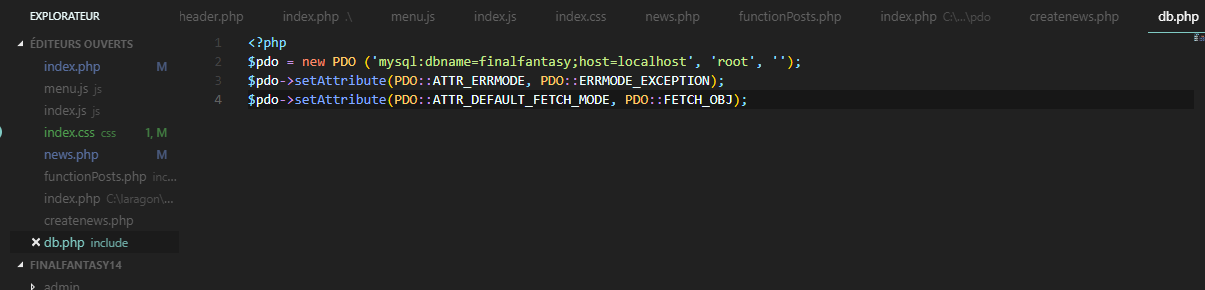 EXPLORATEUR
header.php index.php .\ menu.js index.js index.css news.php functionPosts.php index.php C:\...\pdo createnews.php db.php
ÉDITEURS OUVERTS
index.php M
menu.js js
index.js js
index.css css 1, M
news.php M
functionPosts.php inc...
index.php C:\laragon\...
createnews.php
db.php include
FINALFANTASY14
admin
1 <?php
2 $pdo = new PDO ('mysql:dbname=finalfantasy;host=localhost', 'root', '');
3 $pdo->setAttribute(PDO::ATTR_ERRMODE, PDO::ERRMODE_EXCEPTION);
4 $pdo->setAttribute(PDO::ATTR_DEFAULT_FETCH_MODE, PDO::FETCH_OBJ);